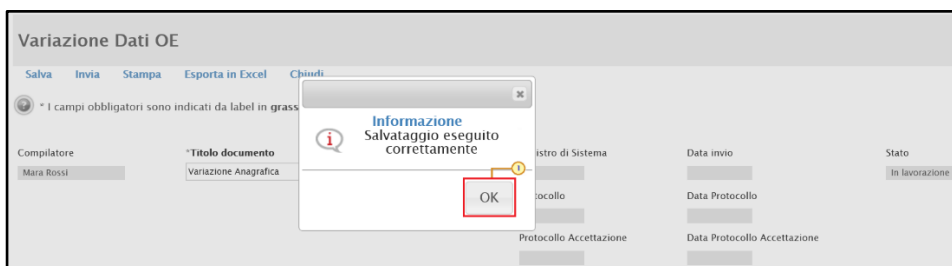 Variazione Dati OE
Salva Invia Stampa Esporta in Excel Chiudi
* I campi obbligatori sono indicati da label in grass
Informazione
Salvataggio eseguito
correttamente
OK
Compilatore *Titolo documento istro di Sistema Data invio Stato
Mara Rossi Variazione Anagrafica In lavorazione
tocollo Data Protocollo
Protocollo Accettazione Data Protocollo Accettazione